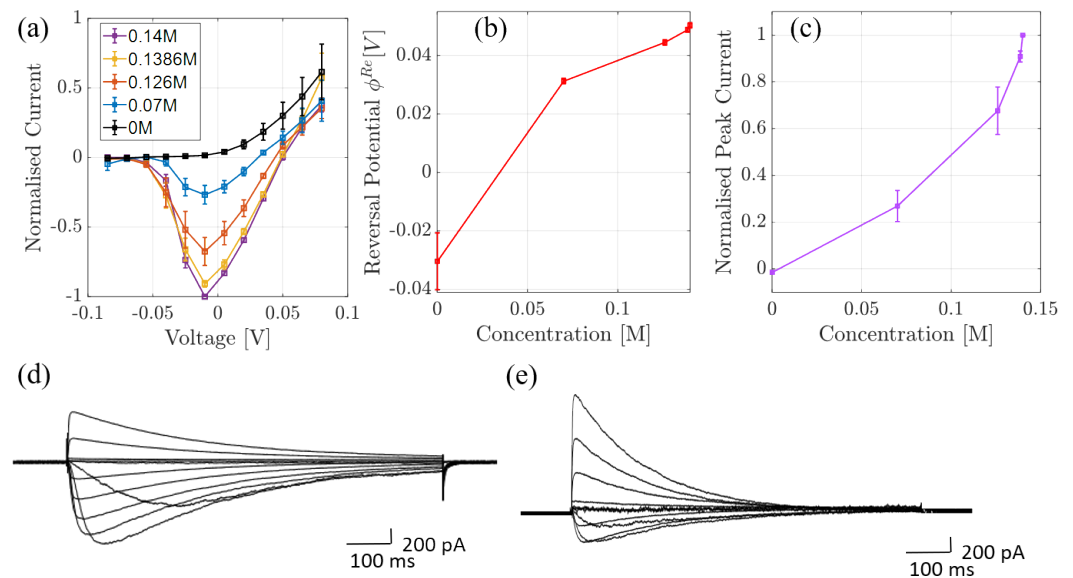 (a)
0.14M
0.1386M
0.126M
0.07M
0M
1
0.5
0
-0.5
-1
Normalised Current
-0.1
-0.05
0
0.05
0.1
Voltage [V]
(b)
0.04
0.02
0
-0.02
-0.04
Reversal Potential ϕ^{Re}[V]
0
0.05
0.1
Concentration [M]
(c)
1
0.8
0.6
0.4
0.2
0
Normalised Peak Current
0
0.05
0.1
0.15
Concentration [M]
(d)
200 pA
100 ms
(e)
200 pA
100 ms